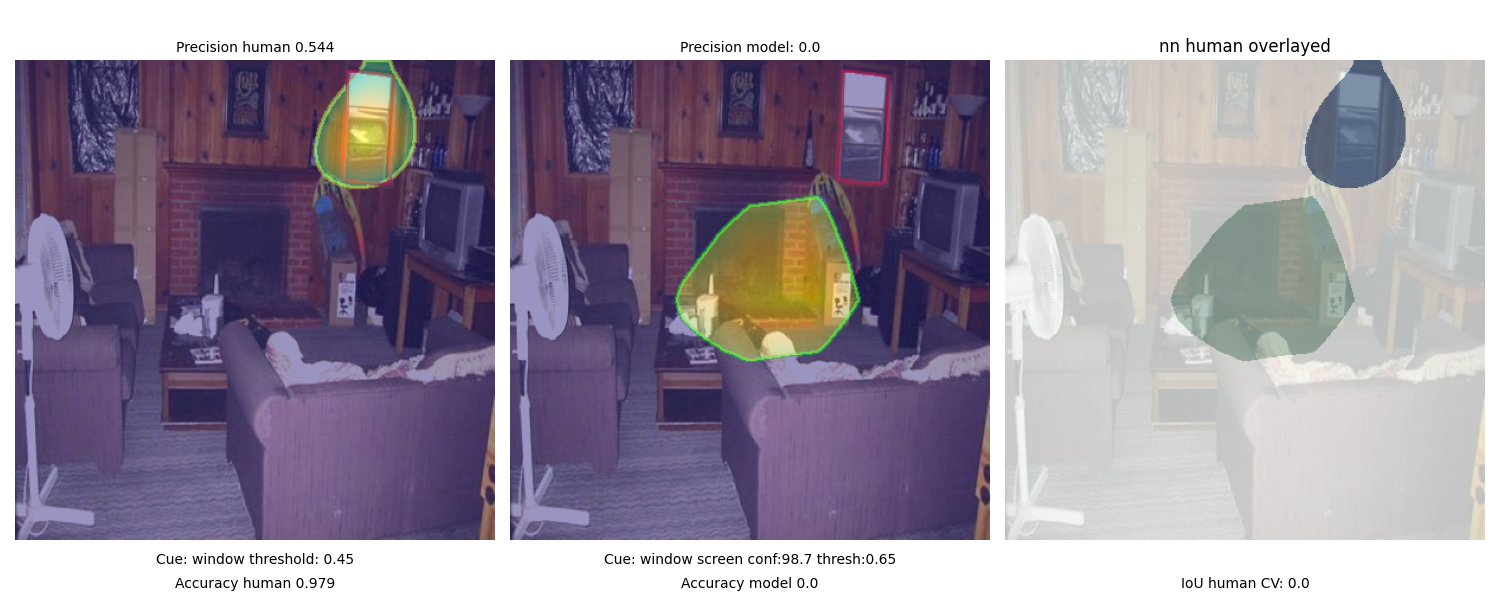 Precision human 0.544
Precision model: 0.0
nn human overlayed
Cue: window threshold: 0.45
Cue: window screen conf:98.7 thresh:0.65
Accuracy human 0.979
Accuracy model 0.0
IoU human CV: 0.0